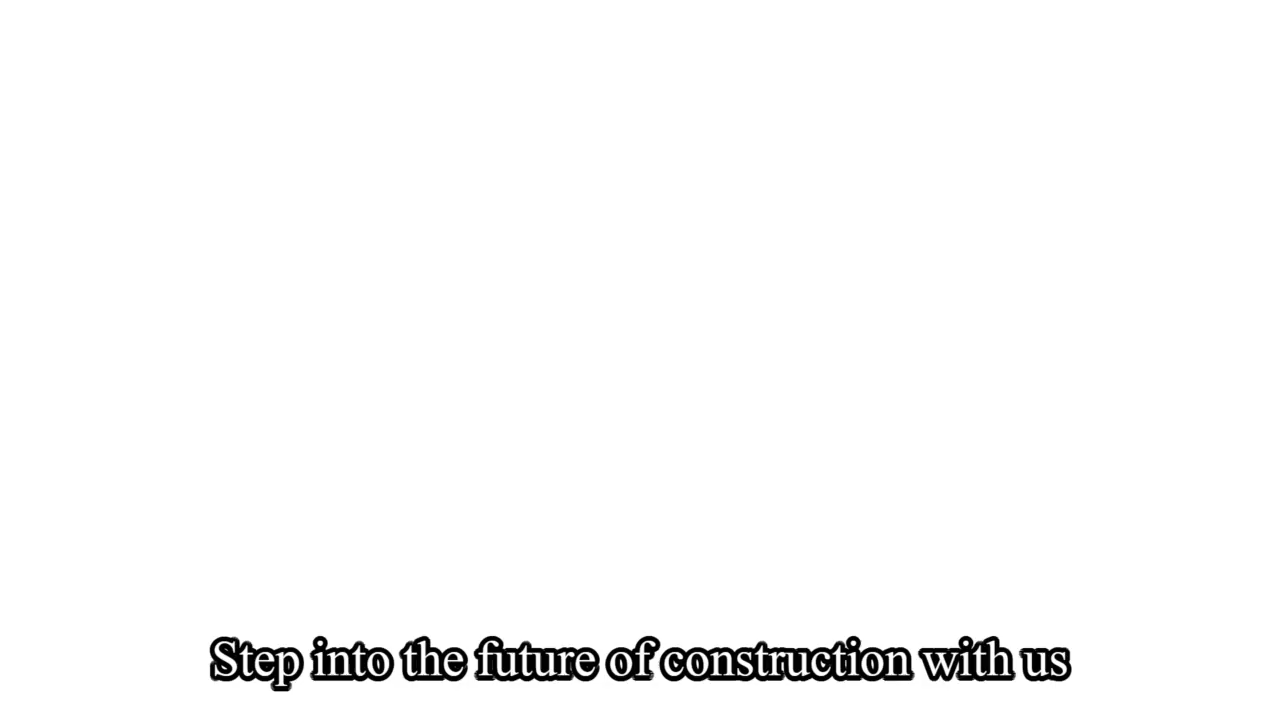 Step into the future of construction with us